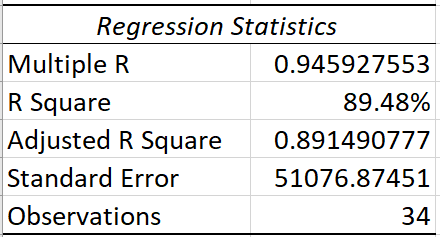 Regression Statistics
Multiple R 0.945927553
R Square 89.48%
Adjusted R Square 0.891490777
Standard Error 51076.87451
Observations 34